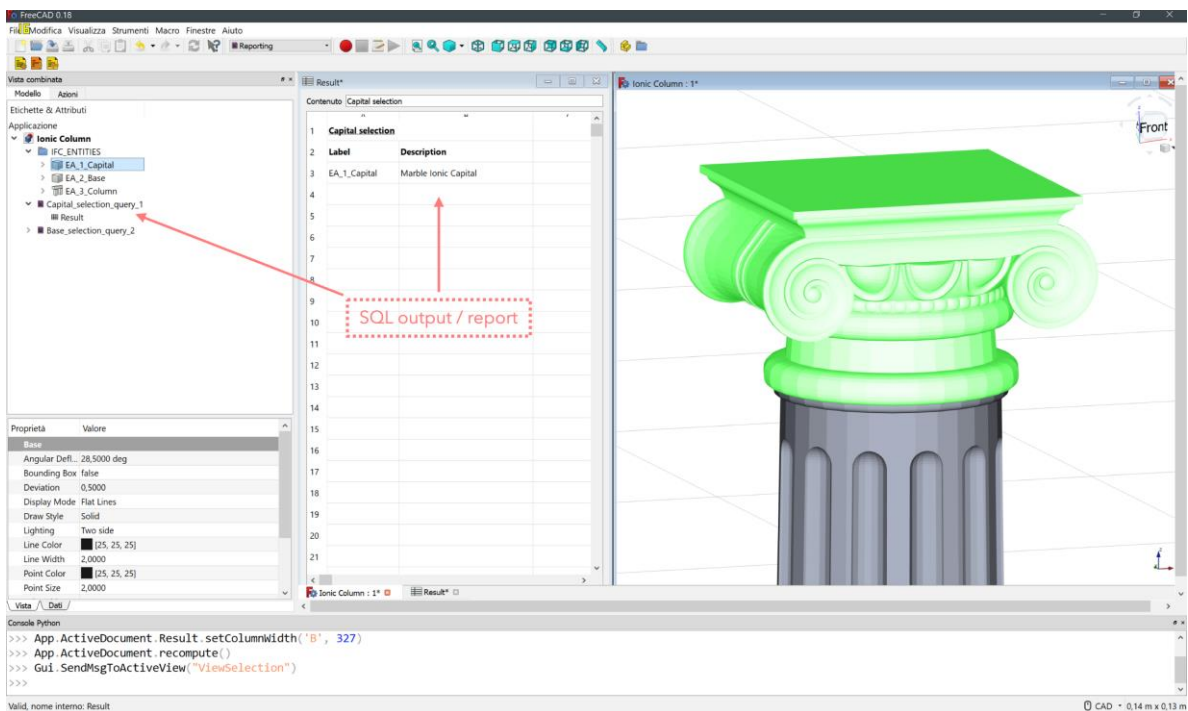 FreeCAD 0.18
File Modifica Visualizza Strumenti Macro Finestre Aiuto
Reporting
Vista combinata
Modello Azioni
Etichette & Attributi
Applicazione
Ionic Column
IFC_ENTITIES
EA_1_Capital
EA_2_Base
EA_3_Column
Capital_selection_query_1
Result
Base_selection_query_2
Proprietà Valore
Base
Angular Defl... 28,5000 deg
Bounding Box false
Deviation 0,5000
Display Mode Flat Lines
Draw Style Solid
Lighting Two side
Line Color [25, 25, 25]
Line Width 2,0000
Point Color [25, 25, 25]
Point Size 2,0000
Vista Dati
Result*
Contenuto Capital selection
1 Capital selection
2 Label Description
3 EA_1_Capital Marble Ionic Capital
4
5
6
7
8
9
10
11
12
13
14
15
16
17
18
19
20
21
SQL output / report
Ionic Column : 1*
Front
Ionic Column : 1* Result*
Console Python
>>> App.ActiveDocument.Result.setColumnWidth('B', 327)
>>> App.ActiveDocument.recompute()
>>> Gui.SendMsgToActiveView("ViewSelection")
>>>
Valid, nome interno: Result
CAD 0,14 m x 0,13 m